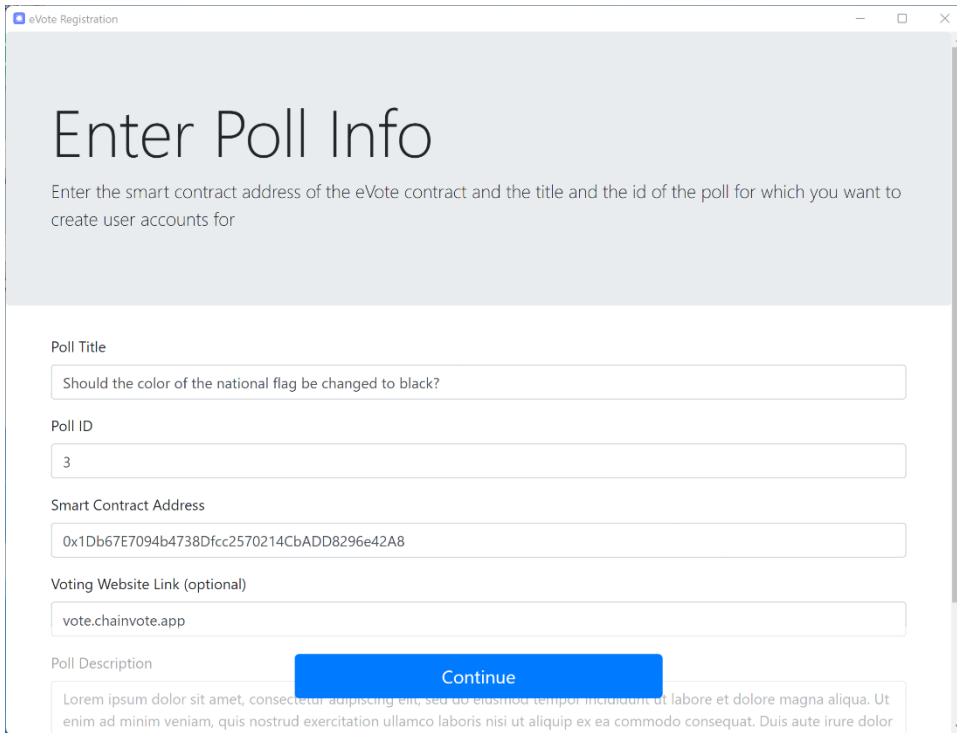 eVote Registration
Enter Poll Info
Enter the smart contract address of the eVote contract and the title and the id of the poll for which you want to
create user accounts for
Poll Title
Should the color of the national flag be changed to black?
Poll ID
3
Smart Contract Address
0x1Db67E7094b4738Dfcc2570214CbADD8296e42A8
Voting Website Link (optional)
vote.chainvote.app
Poll Description
Continue
Lorem ipsum dolor sit amet, consectetur adipiscing elit, sed do eiusmod tempor incididunt ut labore et dolore magna aliqua. Ut
enim ad minim veniam, quis nostrud exercitation ullamco laboris nisi ut aliquip ex ea commodo consequat. Duis aute irure dolor